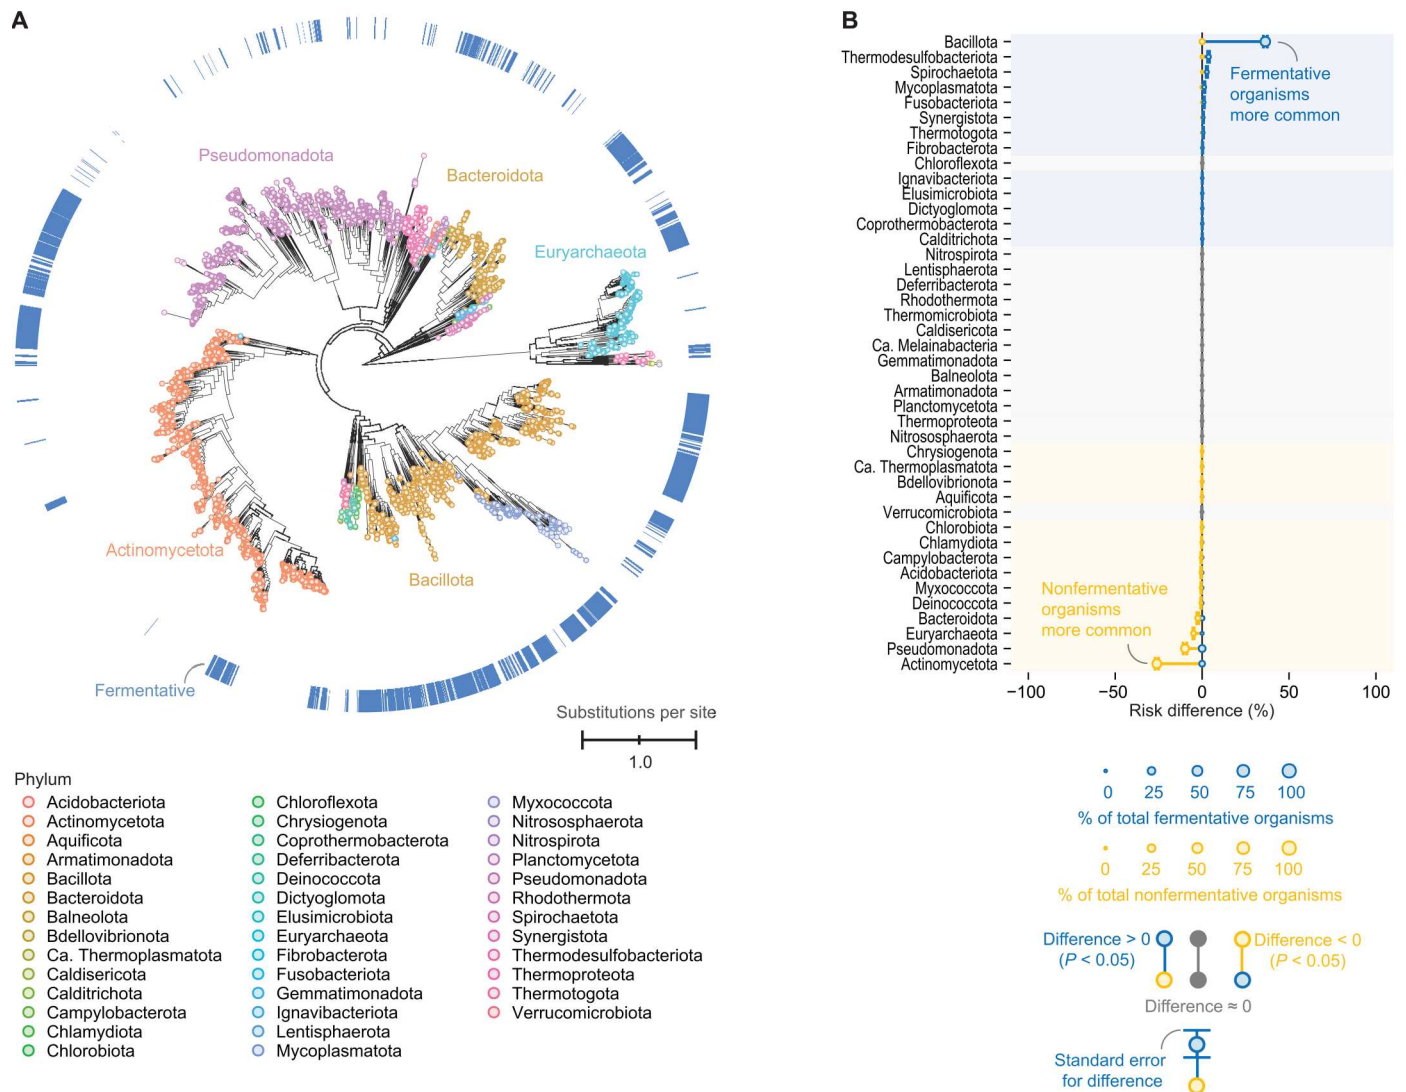 A
Pseudomonadota
Bacteroidota
Euryarchaeota
Actinomycetota
Bacillota
Fermentative
Substitutions per site
1.0
Phylum
Acidobacteriota
Actinomycetota
Aquificota
Armatimonadota
Bacillota
Bacteroidota
Balneolota
Bdellovibrionota
Ca. Thermoplasmatota
Caldisericota
Calditrichota
Campylobacterota
Chlamydiota
Chlorobiota
Chloroflexota
Chrysiogenota
Coprothermobacterota
Deferribacterota
Deinococcota
Dictyoglomota
Elusimicrobiota
Euryarchaeota
Fibrobacterota
Fusobacteriota
Gemmatimonadota
Ignavibacteriota
Lentisphaerota
Mycoplasmatota
Myxococcota
Nitrososphaerota
Nitrospirota
Planctomycetota
Pseudomonadota
Rhodothermota
Spirochaetota
Synergistota
Thermodesulfobacteriota
Thermoproteota
Thermotogota
Verrucomicrobiota
B
Bacillota
Thermodesulfobacteriota
Spirochaetota
Mycoplasmatota
Fusobacteriota
Synergistota
Thermotogota
Fibrobacterota
Chloroflexota
Ignavibacteriota
Elusimicrobiota
Dictyoglomota
Coprothermobacterota
Calditrichota
Nitrospirota
Lentisphaerota
Deferribacterota
Rhodothermota
Thermomicrobiota
Caldisericota
Ca. Melainabacteria
Gemmatimonadota
Balneolota
Armatimonadota
Planctomycetota
Thermoproteota
Nitrososphaerota
Chrysiogenota
Ca. Thermoplasmatota
Bdellovibrionota
Aquificota
Verrucomicrobiota
Chlorobiota
Chlamydiota
Campylobacterota
Acidobacteriota
Myxococcota
Deinococcota
Bacteroidota
Euryarchaeota
Pseudomonadota
Actinomycetota
Fermentative
organisms
more common
Nonfermentative
organisms
more common
−100 −50 0 50 100
Risk difference (%)
0 25 50 75 100
% of total fermentative organisms
0 25 50 75 100
% of total nonfermentative organisms
Difference > 0
(P < 0.05)
Difference < 0
(P < 0.05)
Difference ≈ 0
Standard error
for difference